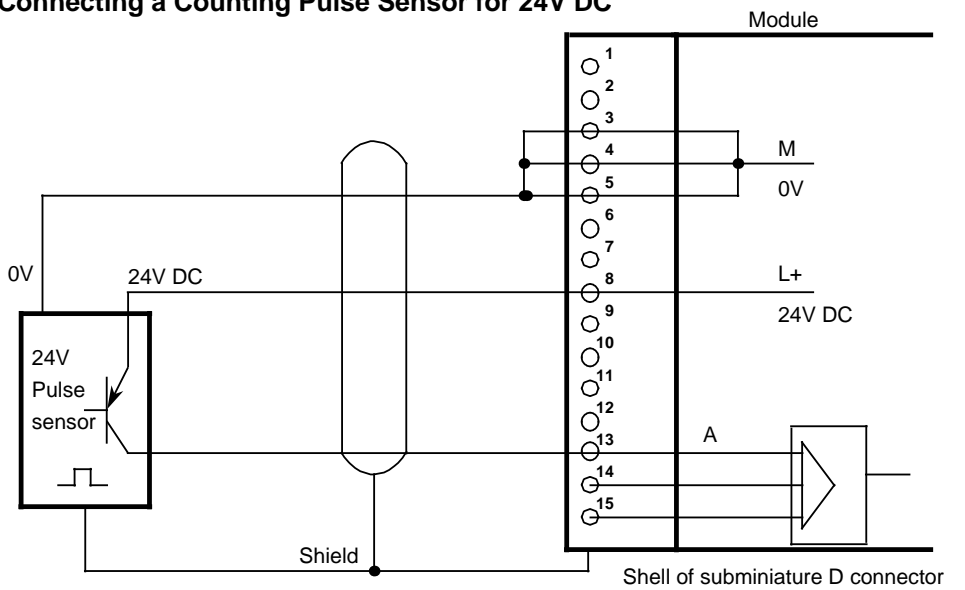 Connecting a Counting Pulse Sensor for 24V DC
Module
1
2
3
4
M
5
0V
6
7
0V
24V DC
8
L+
9
24V DC
10
24V
Pulse
sensor
11
12
13
A
14
15
Shield
Shell of subminiature D connector